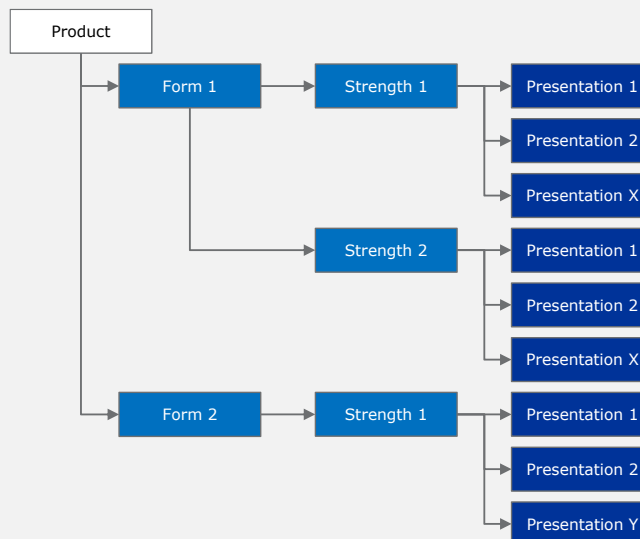 Product
Form 1
Strength 1
Presentation 1
Presentation 2
Presentation X
Strength 2
Presentation 1
Presentation 2
Presentation X
Form 2
Strength 1
Presentation 1
Presentation 2
Presentation Y